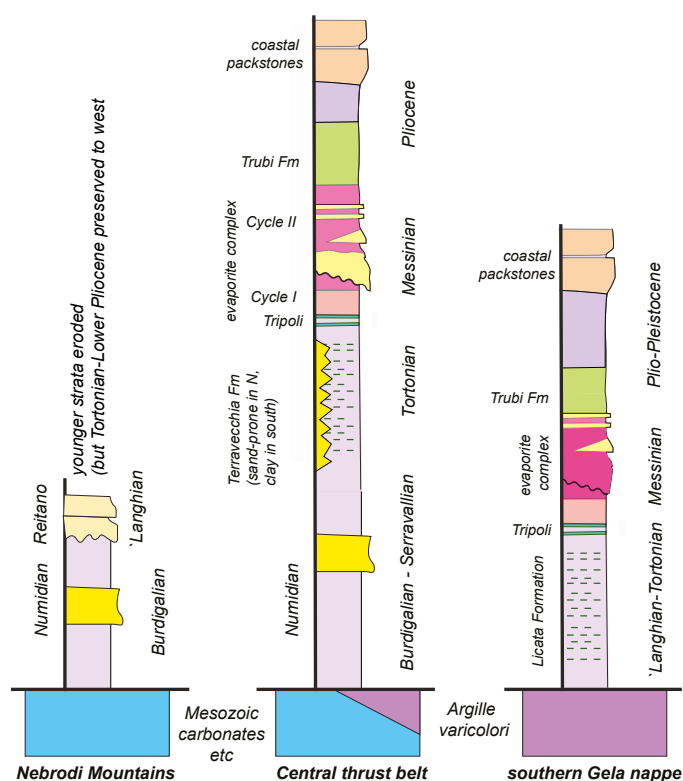 younger strata eroded
(but Tortonian-Lower Pliocene preserved to west
Reitano
`Langhian
Numidian
Burdigalian
coastal
packstones
Pliocene
Trubi Fm
evaporite complex
Cycle II
Messinian
Cycle I
Tripoli
Terravecchia Fm
(sand-prone in N,
clay in south)
Tortonian
Numidian
Burdigalian - Serravallian
coastal
packstones
Plio-Pleistocene
Trubi Fm
evaporite
complex
Messinian
Tripoli
Licata Formation
`Langhian-Tortonian
Mesozoic
carbonates
etc
Argille
varicolori
Nebrodi Mountains
Central thrust belt
southern Gela nappe